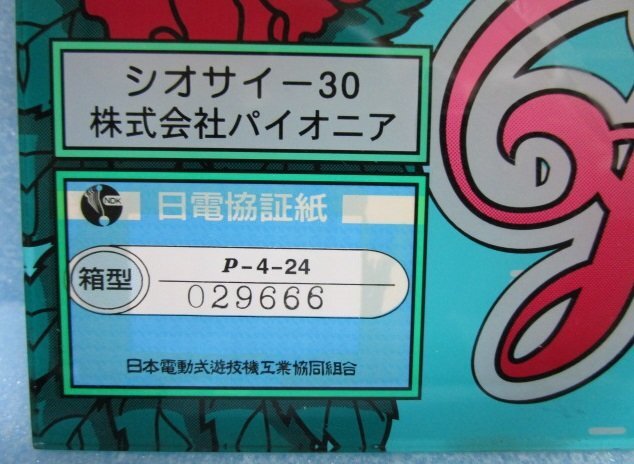 シオサイー30
株式会社パイオニア
NDK
日電協証紙
箱型
P-4-24
029666
日本電動式遊技機工業協同組合